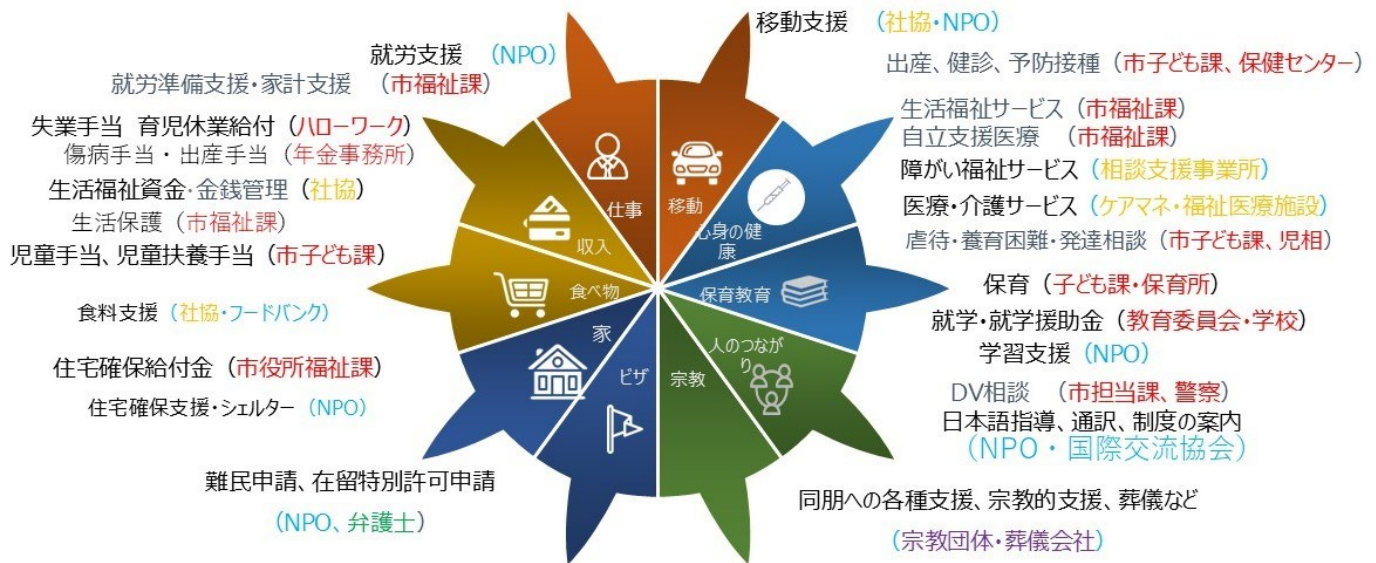 移動支援 (社協・NPO)
就労支援 (NPO)
出産、健診、予防接種 (市子ども課、保健センター)
就労準備支援・家計支援 (市福祉課)
生活福祉サービス (市福祉課)
失業手当 育児休業給付 (ハローワーク)
自立支援医療 (市福祉課)
傷病手当・出産手当 (年金事務所)
障がい福祉サービス (相談支援事業所)
生活福祉資金・金銭管理 (社協)
医療・介護サービス (ケアマネ・福祉医療施設)
生活保護 (市福祉課)
虐待・養育困難・発達相談 (市子ども課、児相)
児童手当、児童扶養手当 (市子ども課)
保育 (子ども課・保育所)
食料支援 (社協・フードバンク)
就学・就学援助金 (教育委員会・学校)
学習支援 (NPO)
住宅確保給付金 (市役所福祉課)
DV相談 (市担当課、警察)
住宅確保支援・シェルター (NPO)
日本語指導、通訳、制度の案内
(NPO・国際交流協会)
難民申請、在留特別許可申請
(NPO、弁護士)
同朋への各種支援、宗教的支援、葬儀など
(宗教団体・葬儀会社)
仕事
移動
心身の健
康
収入
保育教育
食べ物
人のつなが
り
家
ビザ
宗教